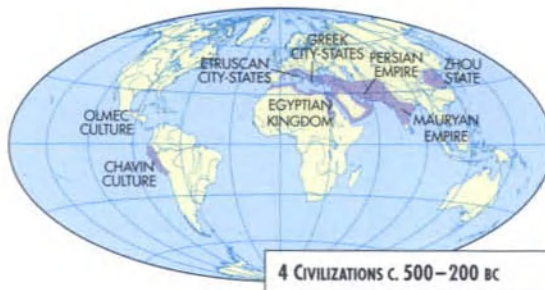 GREEK
CITY-STATES
ETRUSCAN
CITY-STATES
PERSIAN
EMPIRE
ZHOU
STATE
OLMEC
CULTURE
EGYPTIAN
KINGDOM
MAURYAN
EMPIRE
CHAVIN
CULTURE
4 CIVILIZATIONS C. 500–200 BC